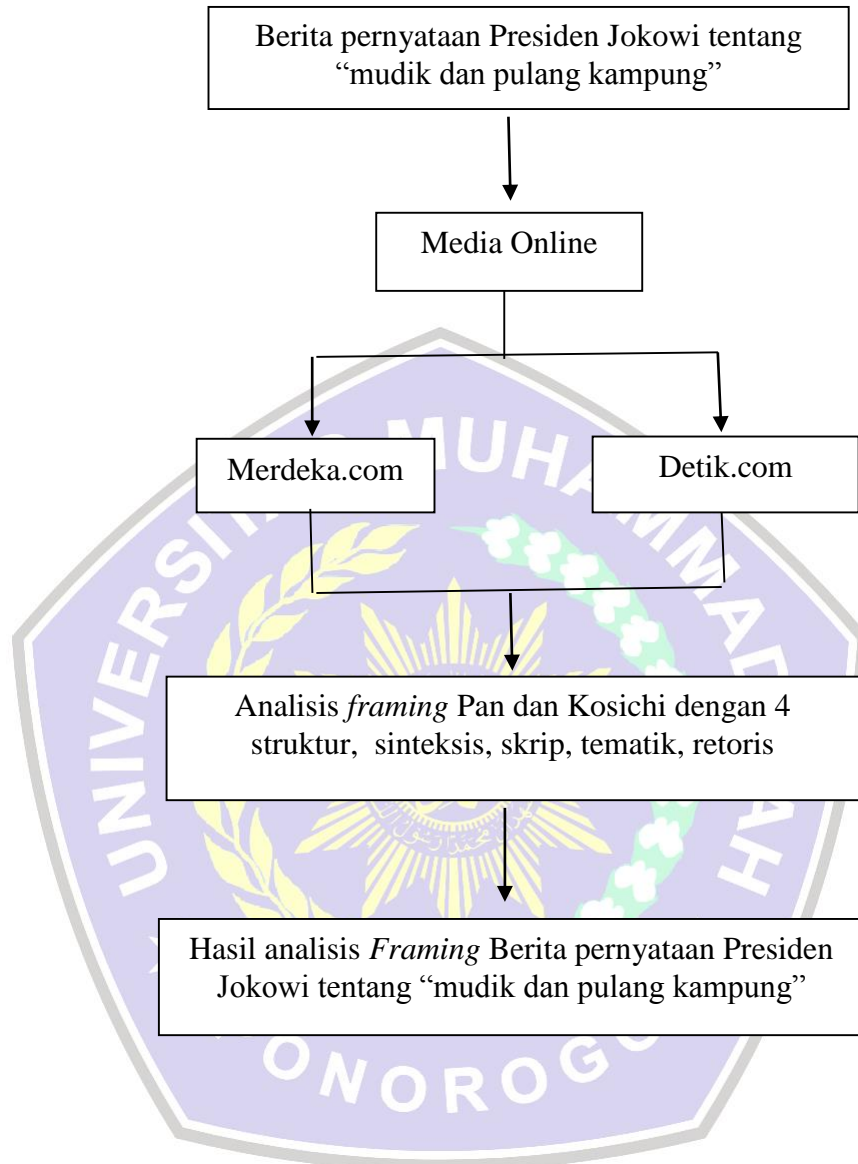 Berita pernyataan Presiden Jokowi tentang
“mudik dan pulang kampung”
Media Online
Merdeka.com
Detik.com
Analisis framing Pan dan Kosichi dengan 4
struktur, sinteksis, skrip, tematik, retoris
Hasil analisis Framing Berita pernyataan Presiden
Jokowi tentang “mudik dan pulang kampung”